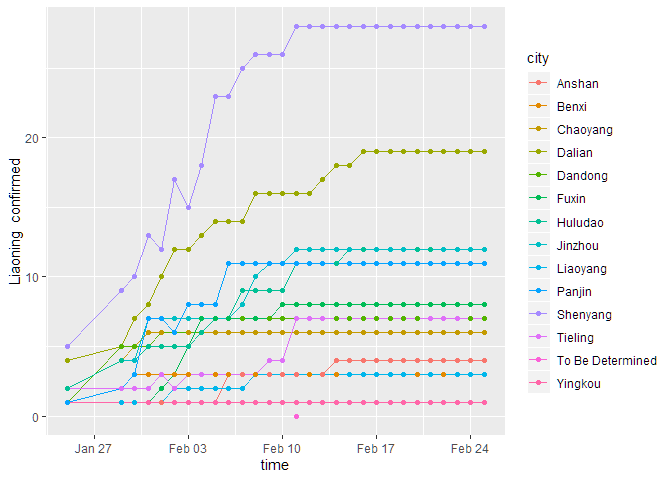 Liaoning confirmed
20
10
0
Jan 27
Feb 03
Feb 10
Feb 17
Feb 24
time
city
Anshan
Benxi
Chaoyang
Dalian
Dandong
Fuxin
Huludao
Jinzhou
Liaoyang
Panjin
Shenyang
Tieling
To Be Determined
Yingkou